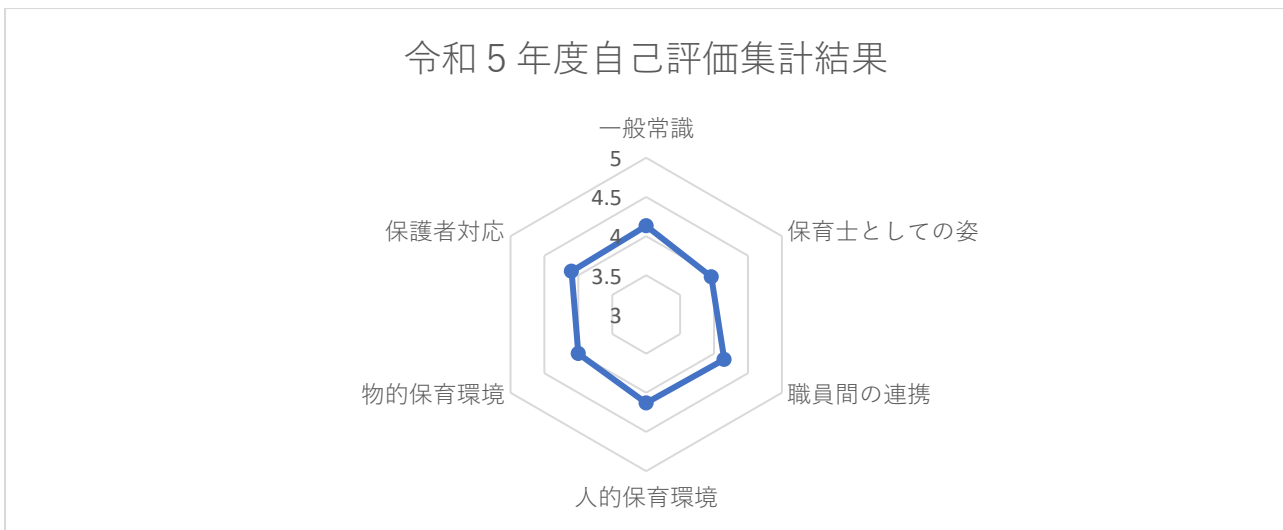 令和5年度自己評価集計結果
一般常識
5
4.5
4
3.5
3
保護者対応
保育士としての姿
物的保育環境
職員間の連携
人的保育環境